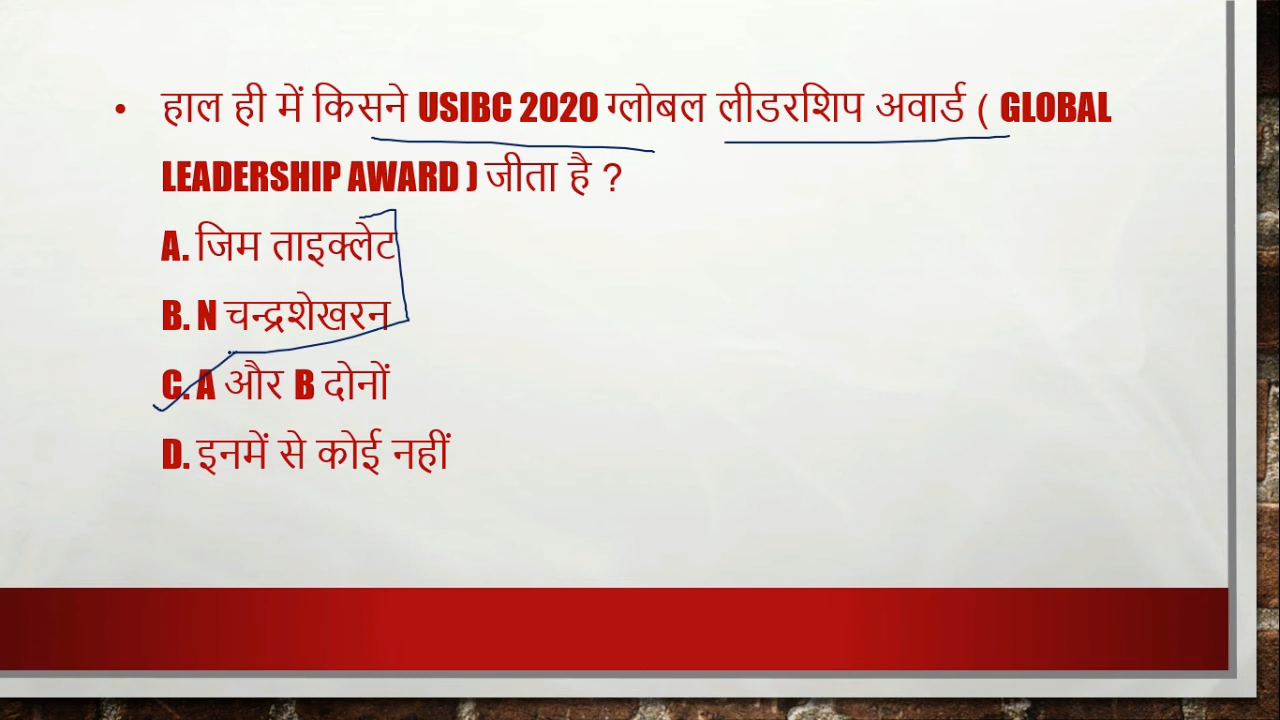 • हाल ही में किसने USIBC 2020 ग्लोबल लीडरशिप अवार्ड ( GLOBAL
LEADERSHIP AWARD ) जीता है ?
A. जिम ताइक्लेट
B. N चन्द्रशेखरन
C. A और B दोनों
D. इनमें से कोई नहीं